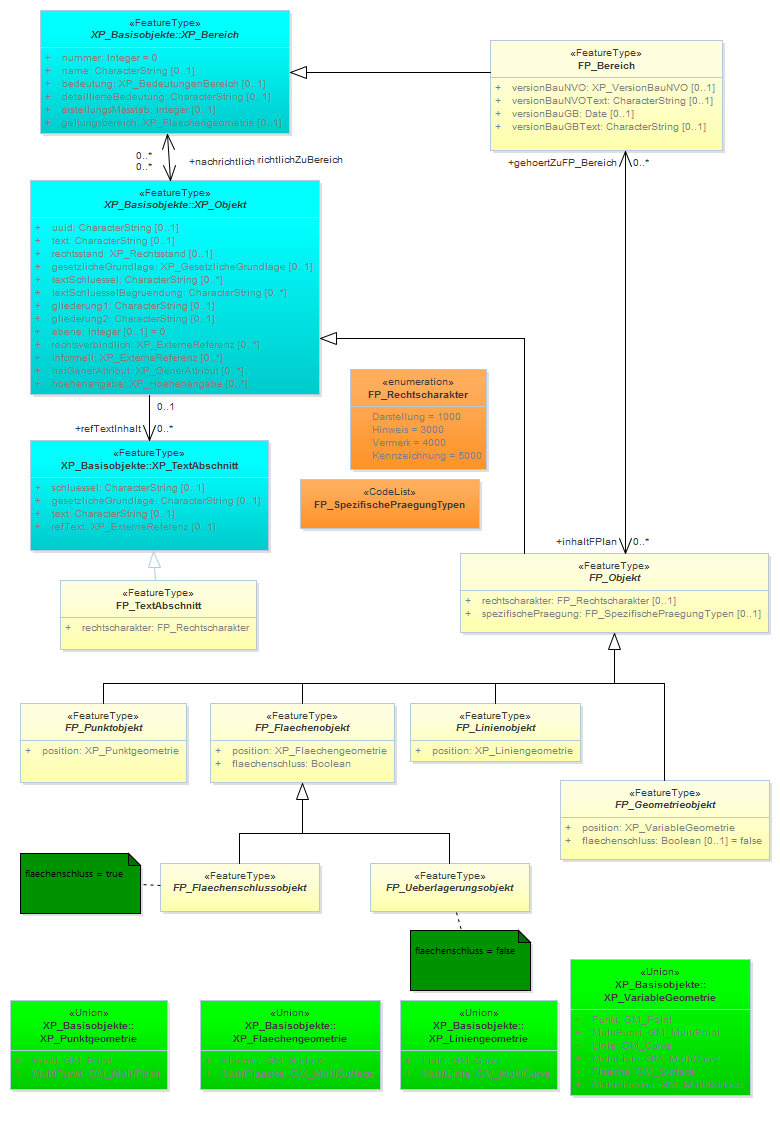 «FeatureType»
XP_Basisobjekte::XP_Bereich
+ nummer: Integer = 0
+ name: CharacterString [0..1]
+ bedeutung: XP_BedeutungenBereich [0..1]
+ detaillierteBedeutung: CharacterString [0..1]
+ erstellungsMasstab: Integer [0..1]
+ geltungsbereich: XP_Flaechengeometrie [0..1]
«FeatureType»
FP_Bereich
+ versionBauNVO: XP_VersionBauNVO [0..1]
+ versionBauNVOText: CharacterString [0..1]
+ versionBauGB: Date [0..1]
+ versionBauGBText: CharacterString [0..1]
0..*
0..*
+nachrichtlich
richtlichZuBereich
+gehoertZuFP_Bereich
0..*
«FeatureType»
XP_Basisobjekte::XP_Objekt
+ uuid: CharacterString [0..1]
+ text: CharacterString [0..1]
+ rechtsstand: XP_Rechtsstand [0..1]
+ gesetzlicheGrundlage: XP_GesetzlicheGrundlage [0..1]
+ textSchluessel: CharacterString [0..*]
+ textSchluesselBegruendung: CharacterString [0..*]
+ gliederung1: CharacterString [0..1]
+ gliederung2: CharacterString [0..1]
+ ebene: Integer [0..1] = 0
+ rechtsverbindlich: XP_ExterneReferenz [0..*]
+ informell: XP_ExterneReferenz [0..*]
+ hatGenerAttribut: XP_GenerAttribut [0..*]
+ hoehenangabe: XP_Hoehenangabe [0..*]
«enumeration»
FP_Rechtscharakter
Darstellung = 1000
Hinweis = 3000
Vermerk = 4000
Kennzeichnung = 5000
0..1
+refTextInhalt
0..*
«FeatureType»
XP_Basisobjekte::XP_TextAbschnitt
+ schluessel: CharacterString [0..1]
+ gesetzlicheGrundlage: CharacterString [0..1]
+ text: CharacterString [0..1]
+ refText: XP_ExterneReferenz [0..1]
«CodeList»
FP_SpezifischePraegungTypen
+inhaltFPlan
0..*
«FeatureType»
FP_Objekt
+ rechtscharakter: FP_Rechtscharakter [0..1]
+ spezifischePraegung: FP_SpezifischePraegungTypen [0..1]
«FeatureType»
FP_TextAbschnitt
+ rechtscharakter: FP_Rechtscharakter
«FeatureType»
FP_Punktobjekt
+ position: XP_Punktgeometrie
«FeatureType»
FP_Flaechenobjekt
+ position: XP_Flaechengeometrie
+ flaechenschluss: Boolean
«FeatureType»
FP_Linienobjekt
+ position: XP_Liniengeometrie
«FeatureType»
FP_Geometrieobjekt
+ position: XP_VariableGeometrie
+ flaechenschluss: Boolean [0..1] = false
flaechenschluss = true
«FeatureType»
FP_Flaechenschlussobjekt
«FeatureType»
FP_Ueberlagerungsobjekt
flaechenschluss = false
«Union»
XP_Basisobjekte::
XP_Punktgeometrie
+ Punkt: GM_Point
+ MultiPunkt: GM_MultiPoint
«Union»
XP_Basisobjekte::
XP_Flaechengeometrie
+ Flaeche: GM_Surface
+ MultiFlaeche: GM_MultiSurface
«Union»
XP_Basisobjekte::
XP_Liniengeometrie
+ Linie: GM_Curve
+ MultiLinie: GM_MultiCurve
«Union»
XP_Basisobjekte::
XP_VariableGeometrie
+ Punkt: GM_Point
+ MultiPunkt: GM_MultiPoint
+ Linie: GM_Curve
+ MultiLinie: GM_MultiCurve
+ Flaeche: GM_Surface
+ MultiFlaeche: GM_MultiSurface